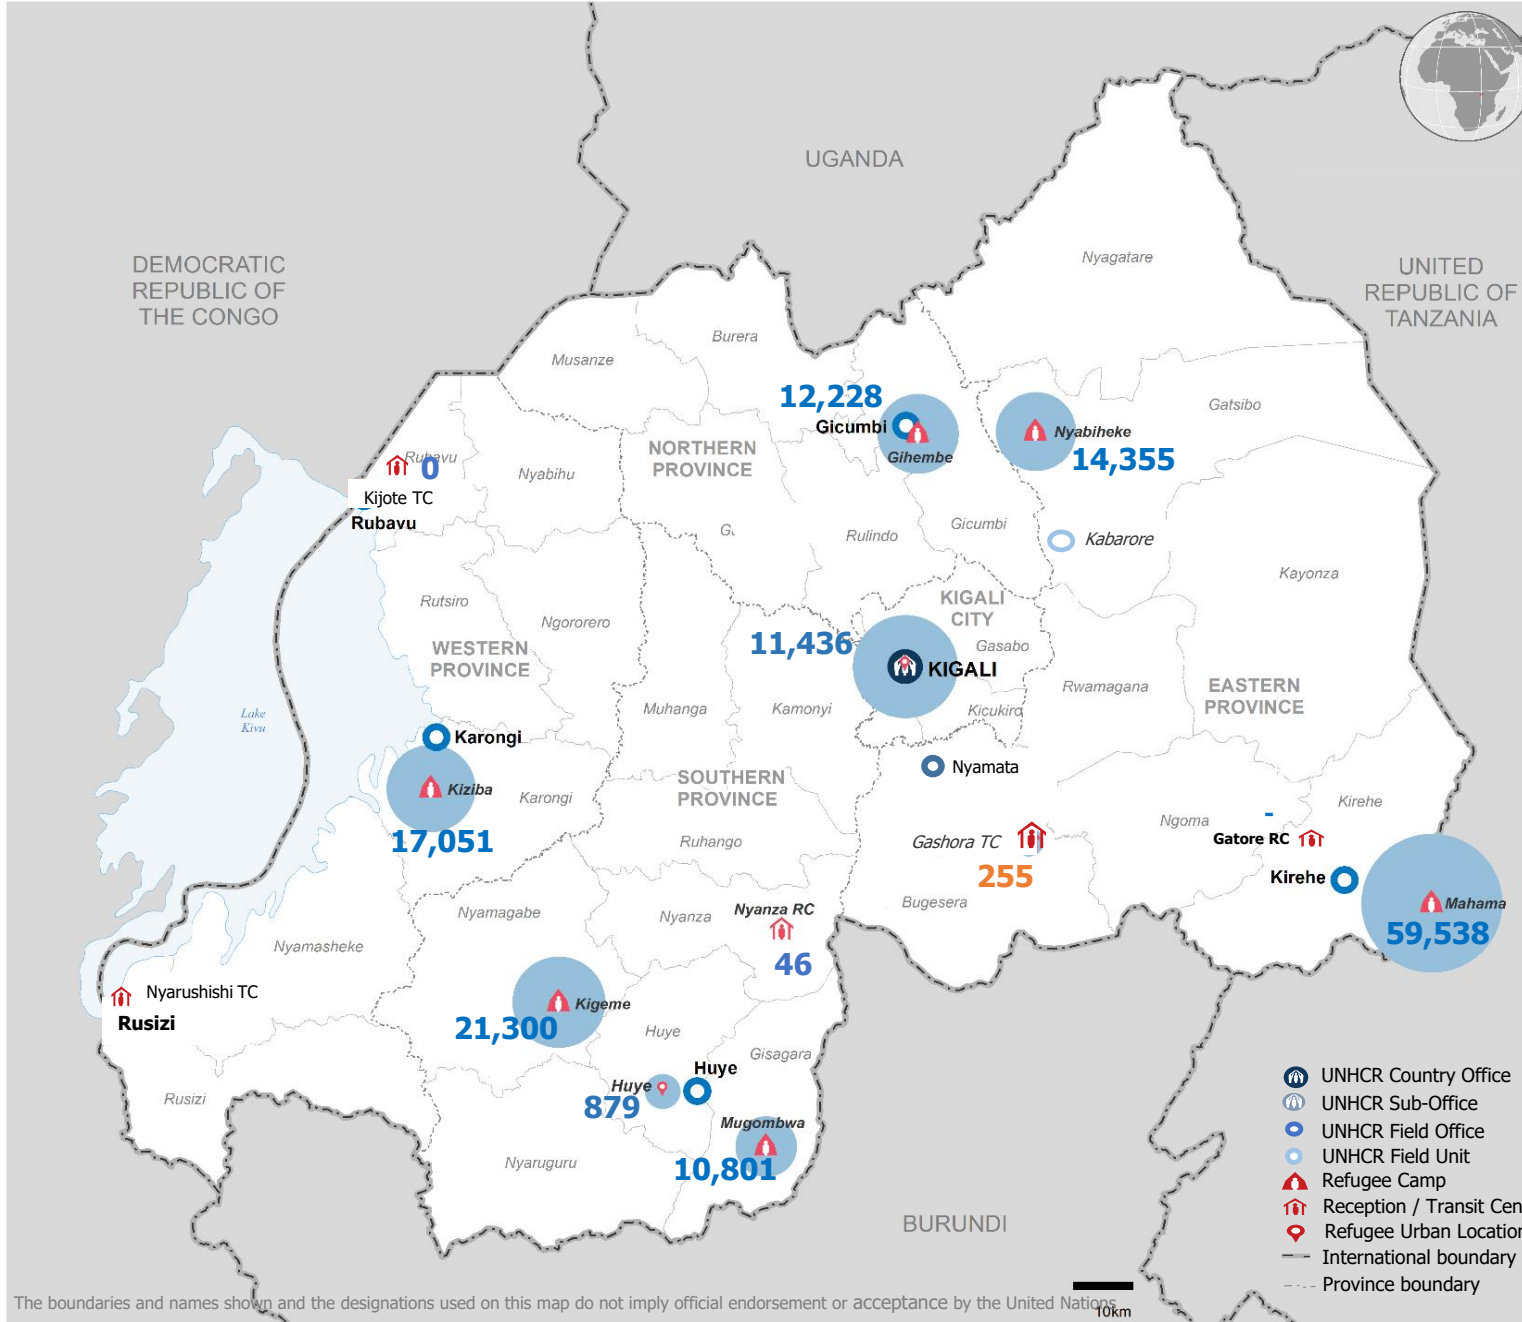 UGANDA
DEMOCRATIC
REPUBLIC OF
THE CONGO
UNITED
REPUBLIC OF
TANZANIA
Nyagatare
Burera
Musanze
12,228
Gicumbi
Gihembe
Nyabiheke
14,355
Gatsibo
NORTHERN
PROVINCE
Rubavu
0
Kijote TC
Rubavu
Nyabihu
Rulindo
Gicumbi
Kabarore
Kayonza
Rutsiro
Ngororero
WESTERN
PROVINCE
KIGALI
CITY
Gasabo
11,436
KIGALI
Kicukiro
Rwamagana
EASTERN
PROVINCE
Lake
Kivu
Muhanga
Kamonyi
Karongi
Kiziba
Karongi
17,051
SOUTHERN
PROVINCE
Ruhango
Nyamata
Gashora TC
255
Bugesera
Ngoma
-
Gatore RC
Kirehe
Kirehe
Mahama
59,538
Nyamagabe
Nyanza
Nyanza RC
46
Nyamasheke
Nyarushishi TC
Rusizi
Kigeme
21,300
Huye
Gisagara
Huye
Huye
879
Mugombwa
10,801
Rusizi
Nyaruguru
BURUNDI
UNHCR Country Office
UNHCR Sub-Office
UNHCR Field Office
UNHCR Field Unit
Refugee Camp
Reception / Transit Cen
Refugee Urban Location
International boundary
Province boundary
10km
The boundaries and names shown and the designations used on this map do not imply official endorsement or acceptance by the United Nations